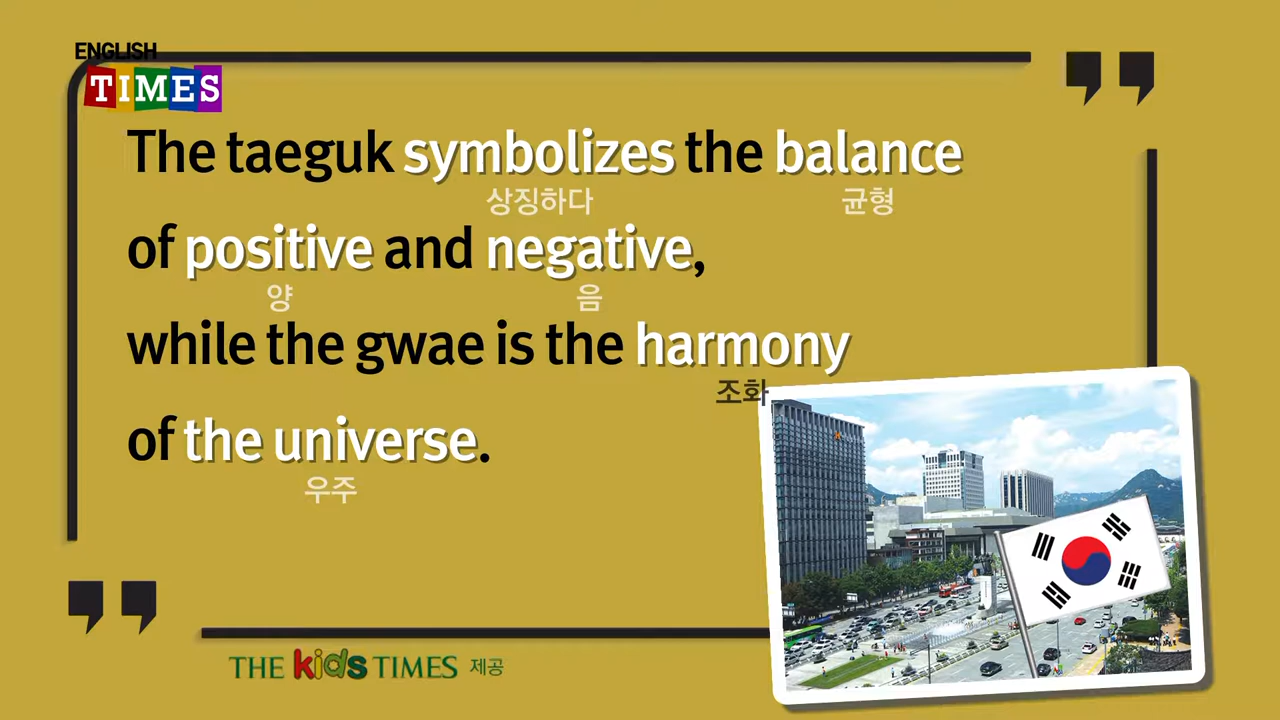 ENGLISH
TIMES
The taeguk symbolizes the balance
상징하다 균형
of positive and negative,
양 음
while the gwae is the harmony
조화
of the universe.
우주
THE kids TIMES 제공